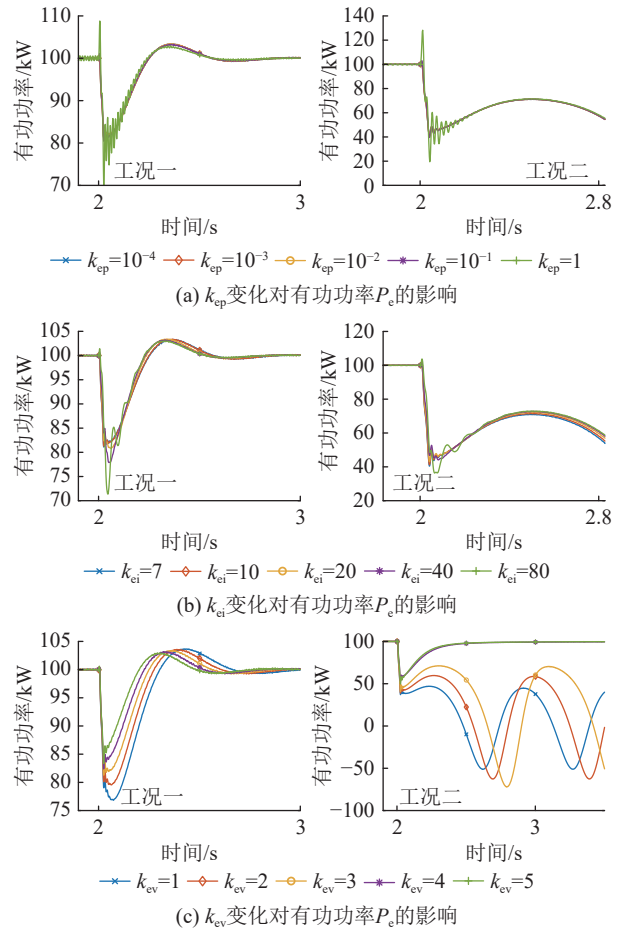 110
100
90
80
70
有功功率/kW
工况一
2
3
时间/s
140
120
100
80
60
40
20
0
有功功率/kW
工况二
2
2.8
时间/s
kep=10⁻⁴ kep=10⁻³ kep=10⁻² kep=10⁻¹ kep=1
(a) kep变化对有功功率Pe的影响
105
100
95
90
85
80
75
70
有功功率/kW
工况一
2
3
时间/s
120
100
80
60
40
20
有功功率/kW
工况二
2
2.8
时间/s
kei=7 kei=10 kei=20 kei=40 kei=80
(b) kei变化对有功功率Pe的影响
105
100
95
90
85
80
75
有功功率/kW
工况一
2
3
时间/s
100
50
0
−50
−100
有功功率/kW
工况二
2
3
时间/s
kev=1 kev=2 kev=3 kev=4 kev=5
(c) kev变化对有功功率Pe的影响